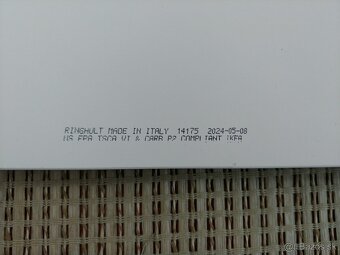 RINGHULT MADE IN ITALY 14175 2024-05-08
US EPA TSCA VI & CARB P2 COMPLIANT IKEA